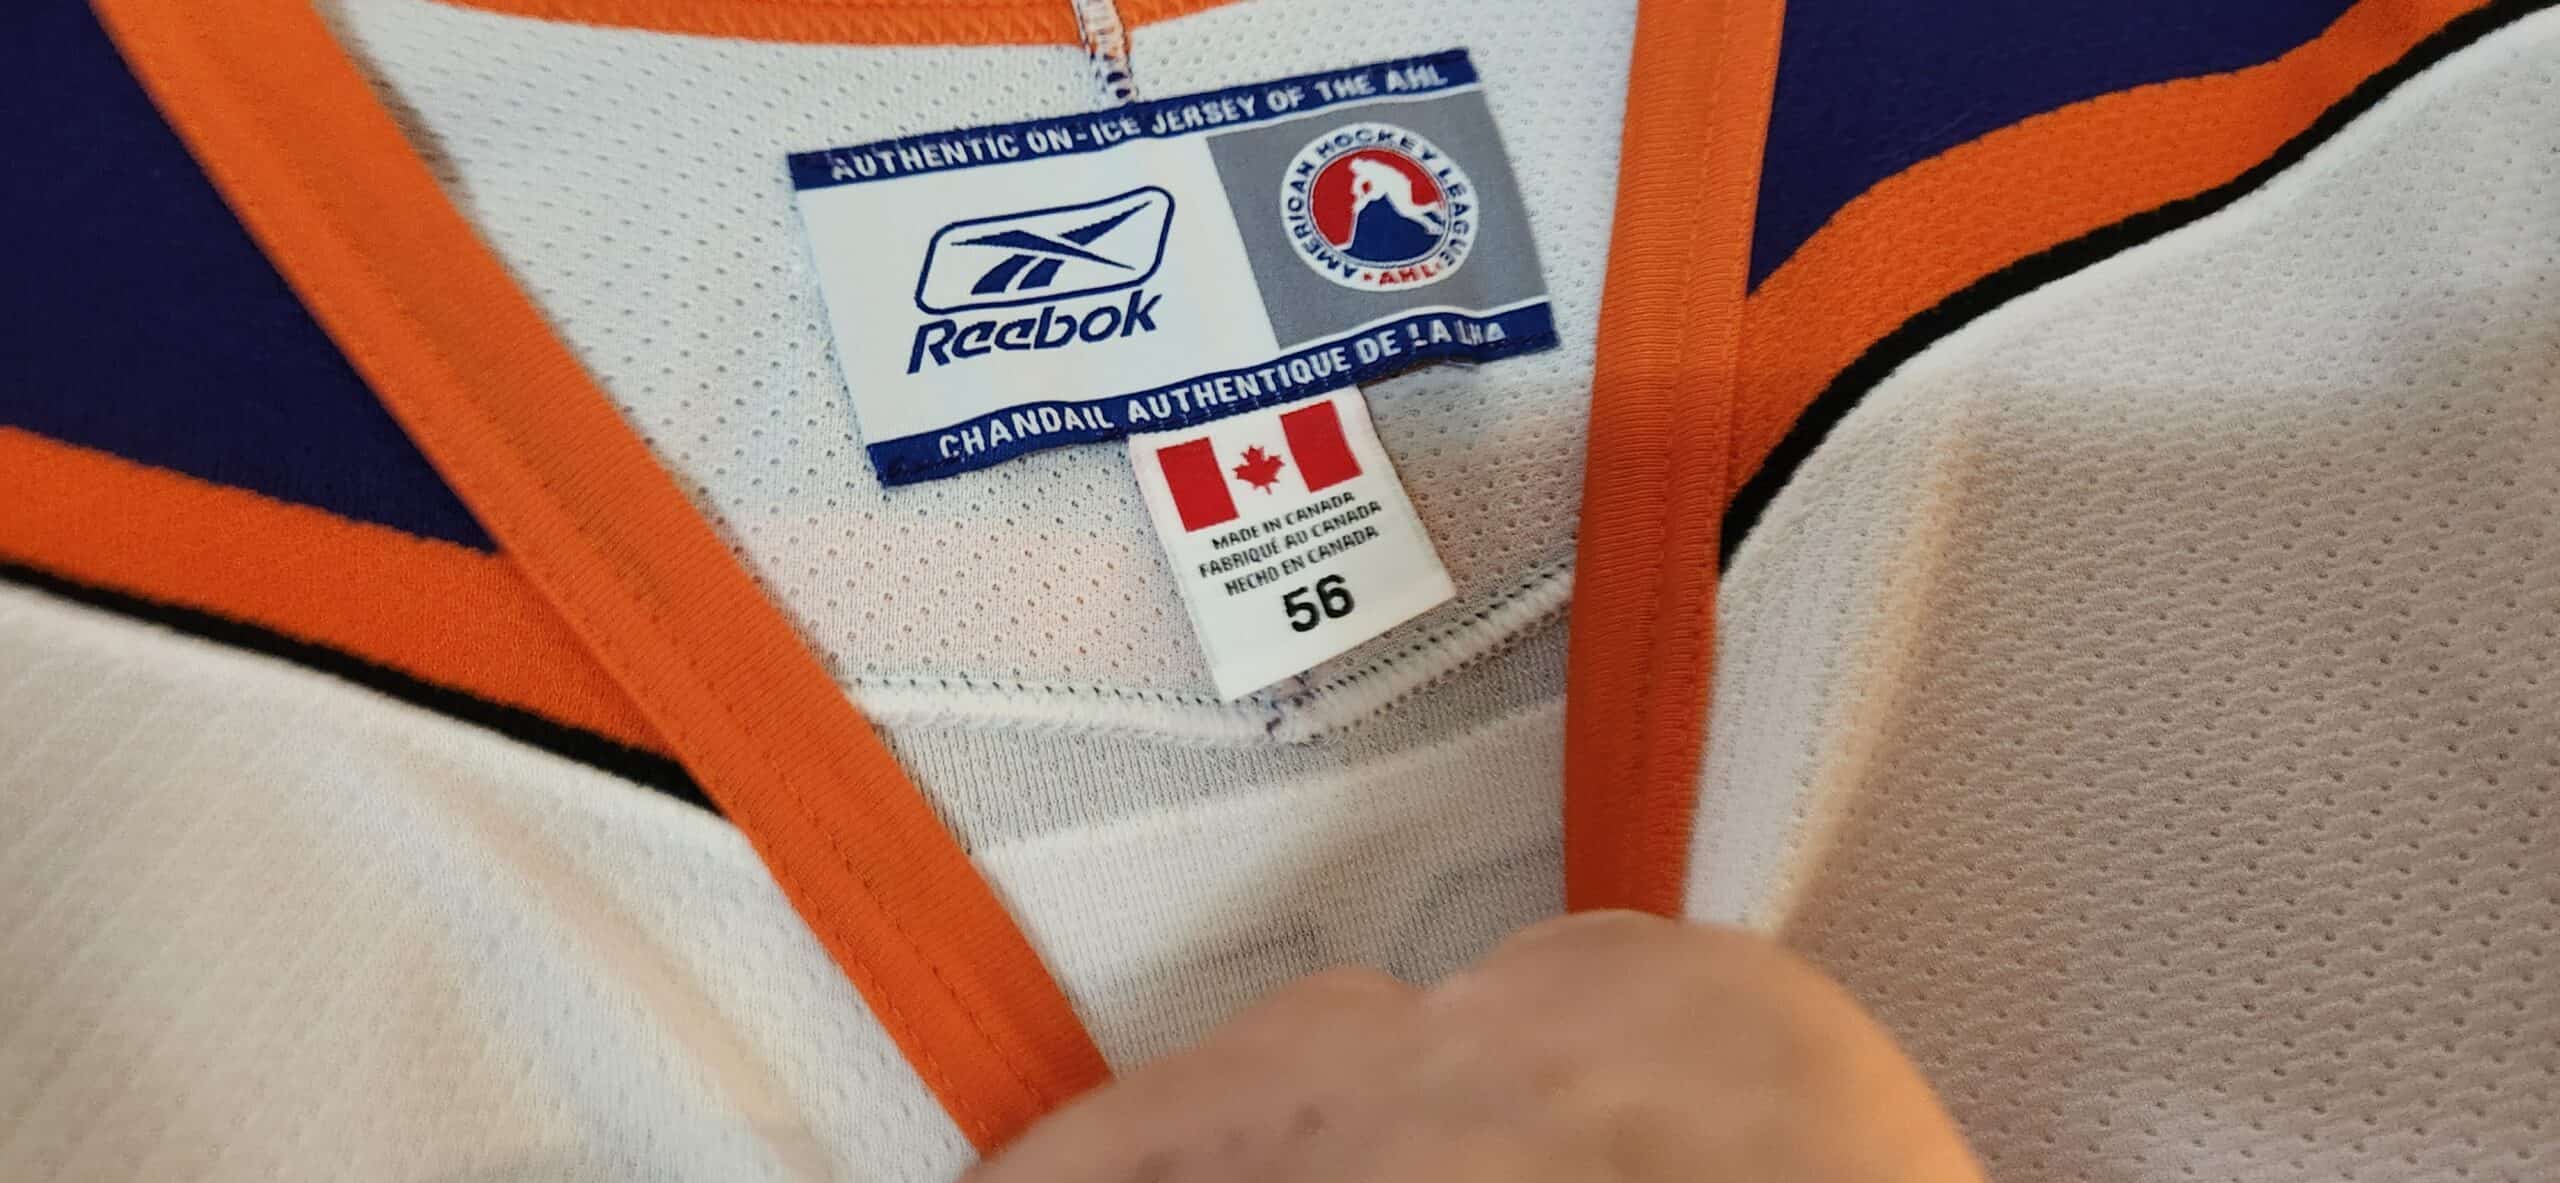 AUTHENTIC ON-ICE JERSEY OF THE AHL
Reebok
AMERICAN HOCKEY LEAGUE
AHL
CHANDAIL AUTHENTIQUE DE LA LHA
MADE IN CANADA
FABRIQUÉ AU CANADA
HECHO EN CANADA
56